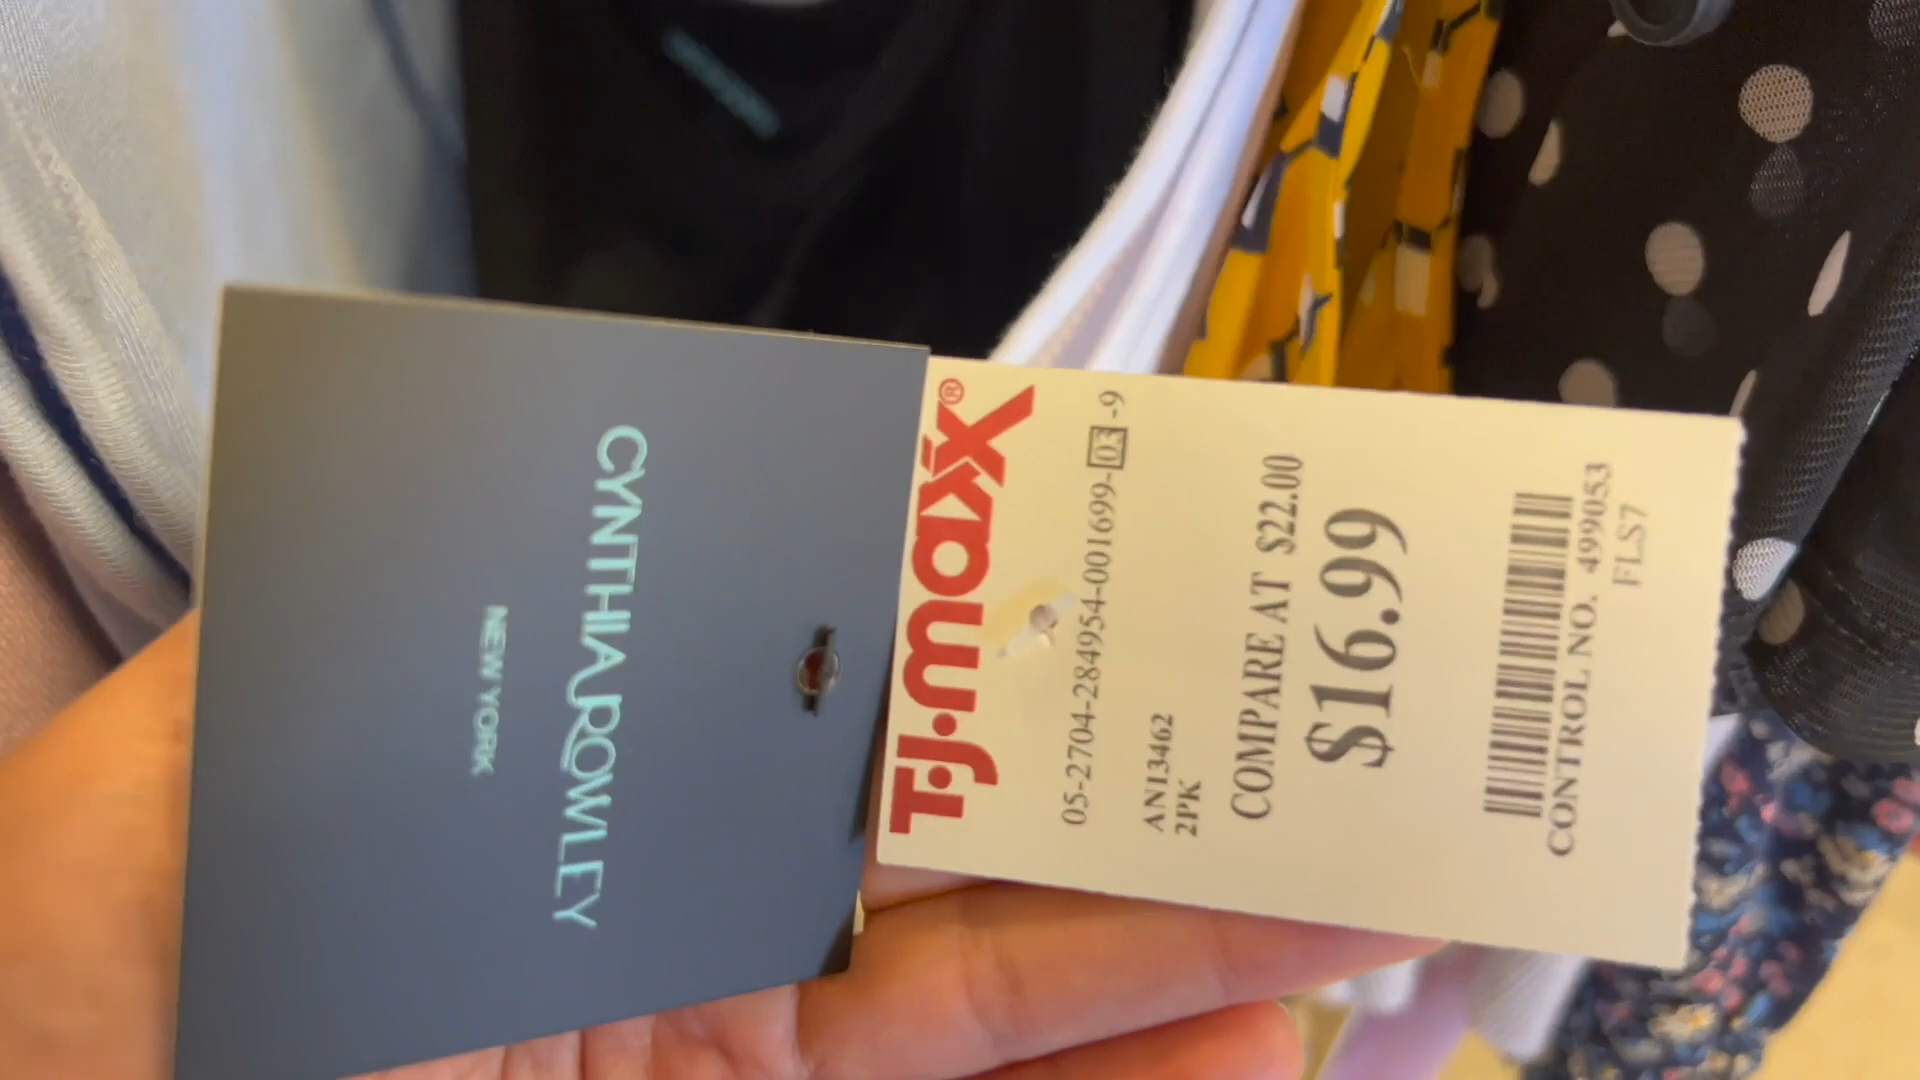 CYNTHIA ROWLEY
NEW YORK
T•J•maxx®
05-2704-284954-001699-03-9
AN13462
2PK
COMPARE AT $22.00
$16.99
CONTROL NO. 499053
FLS7